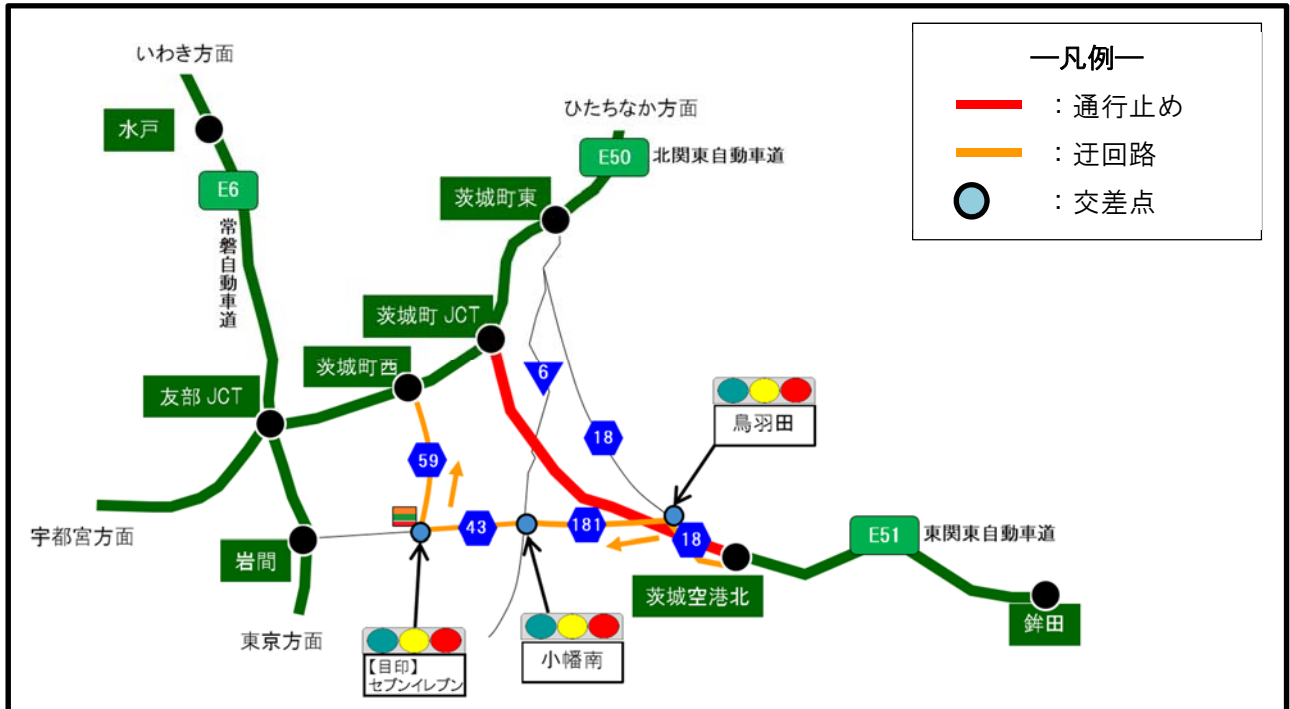 いわき方面
水戸
E6
常磐自動車道
ひたちなか方面
E50
北関東自動車道
茨城町東
茨城町 JCT
茨城町西
友部 JCT
宇都宮方面
岩間
東京方面
59
43
181
6
18
18
鳥羽田
茨城空港北
E51
東関東自動車道
鉾田
小幡南
【目印】
セブンイレブン
―凡例―
：通行止め
：迂回路
：交差点